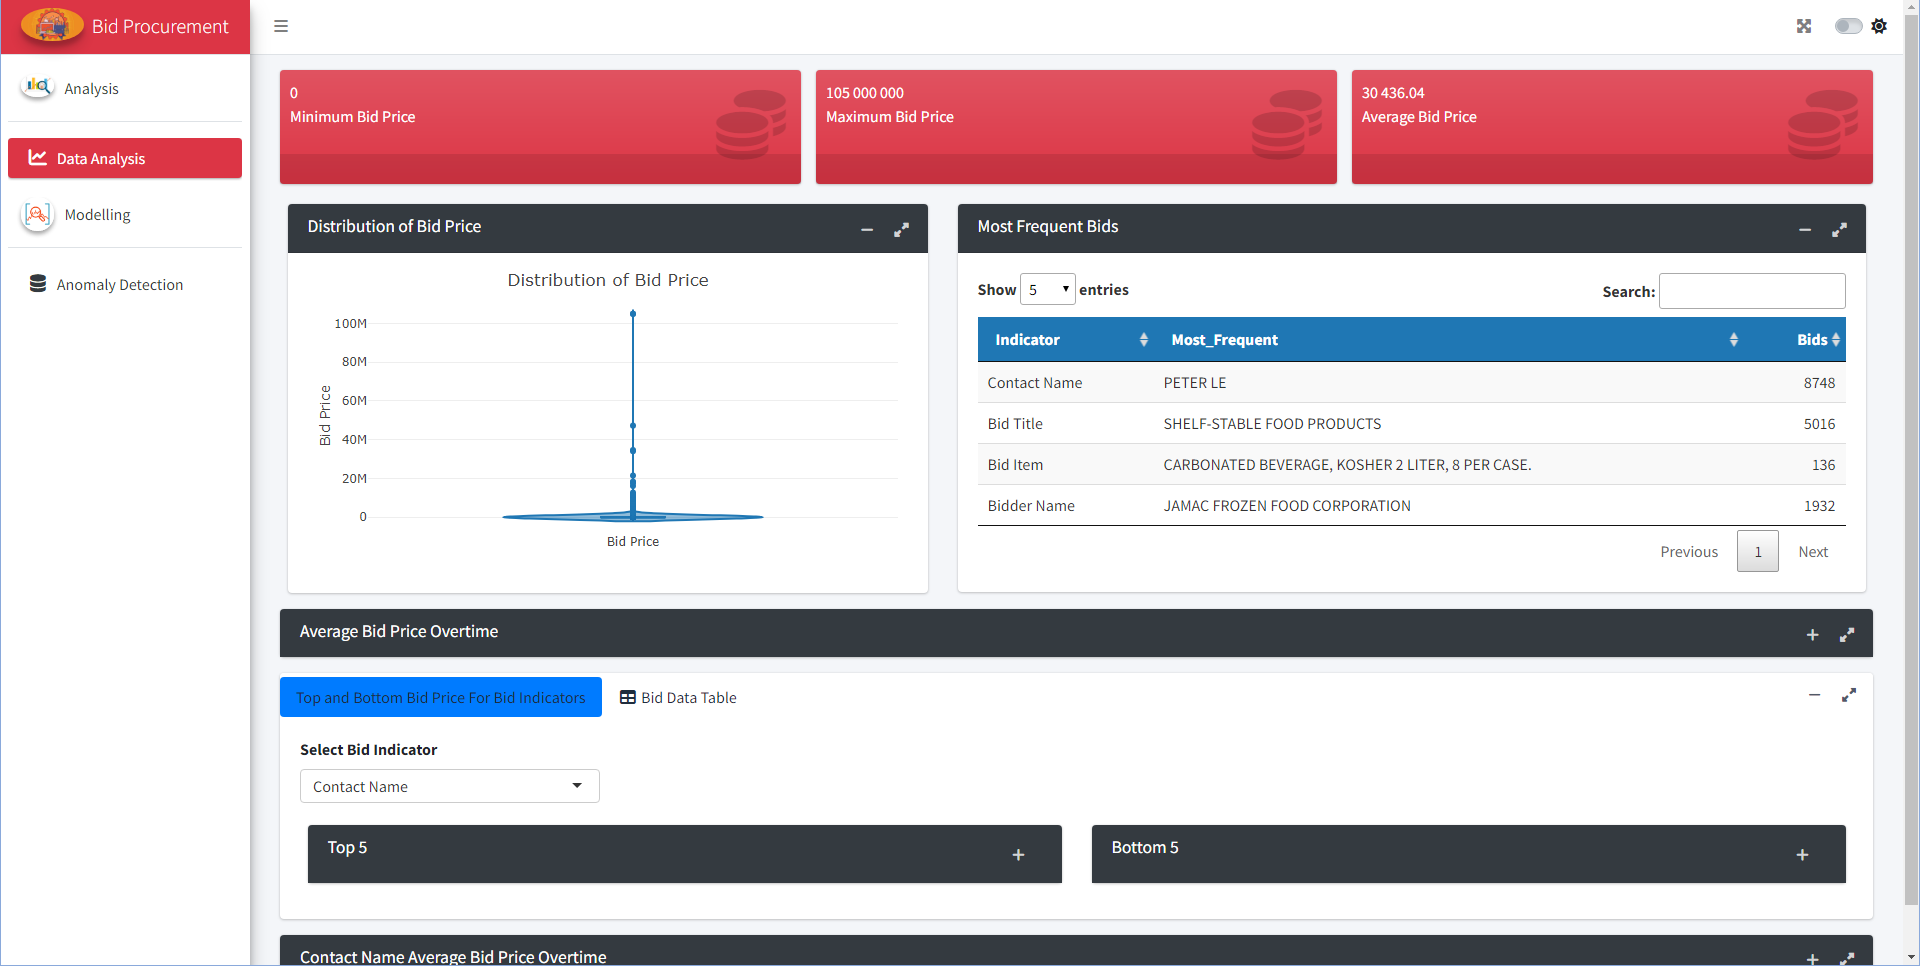 Bid Procurement
Analysis
Data Analysis
Modelling
Anomaly Detection
0
Minimum Bid Price
105 000 000
Maximum Bid Price
30 436.04
Average Bid Price
Distribution of Bid Price
Distribution of Bid Price
100M
80M
60M
40M
20M
0
Bid Price
Bid Price
Most Frequent Bids
Show 5 entries
Search:
Indicator Most_Frequent Bids
Contact Name PETER LE 8748
Bid Title SHELF-STABLE FOOD PRODUCTS 5016
Bid Item CARBONATED BEVERAGE, KOSHER 2 LITER, 8 PER CASE. 136
Bidder Name JAMAC FROZEN FOOD CORPORATION 1932
Previous 1 Next
Average Bid Price Overtime
Top and Bottom Bid Price For Bid Indicators Bid Data Table
Select Bid Indicator
Contact Name
Top 5
Bottom 5
Contact Name Average Bid Price Overtime